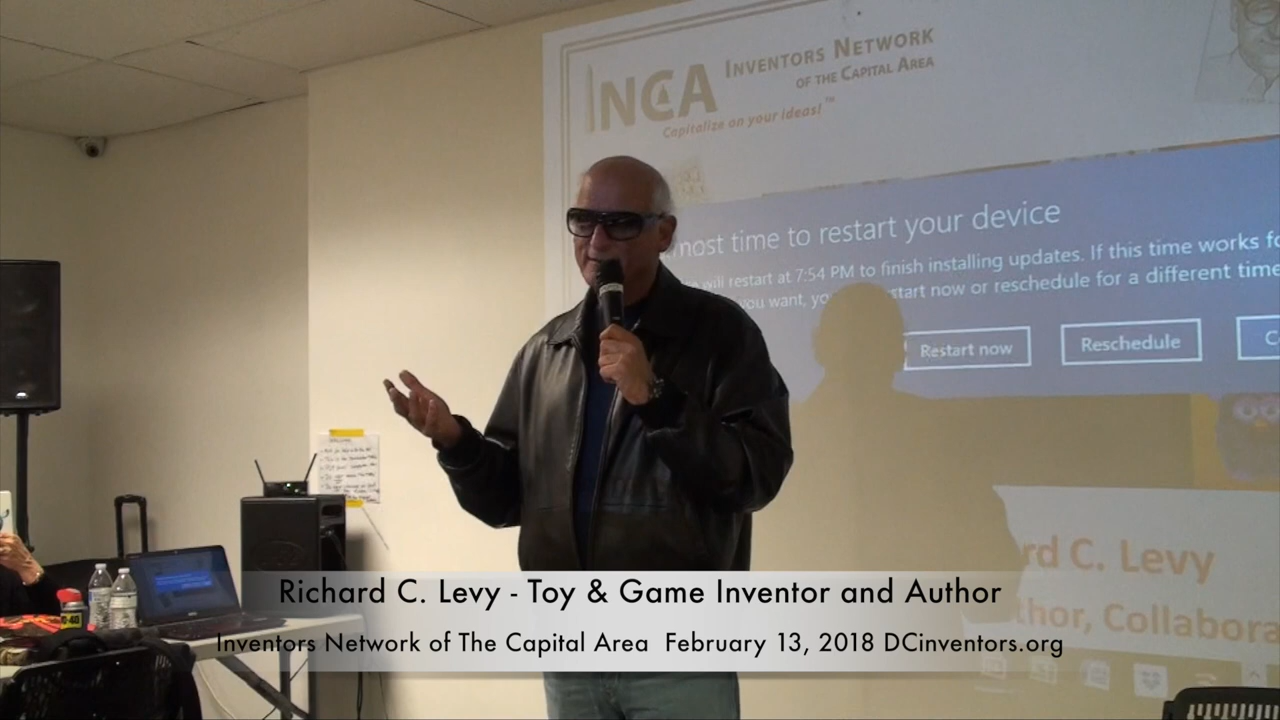 INCA
INVENTORS NETWORK
OF THE CAPITAL AREA
Capitalize on your ideas!™
most time to restart your device
will restart at 7:54 PM to finish installing updates. If this time works fo
you want, yo start now or reschedule for a different time
Restart now
Reschedule
C
rd C. Levy
thor, Collabora
Richard C. Levy - Toy & Game Inventor and Author
Inventors Network of The Capital Area February 13, 2018 DCinventors.org